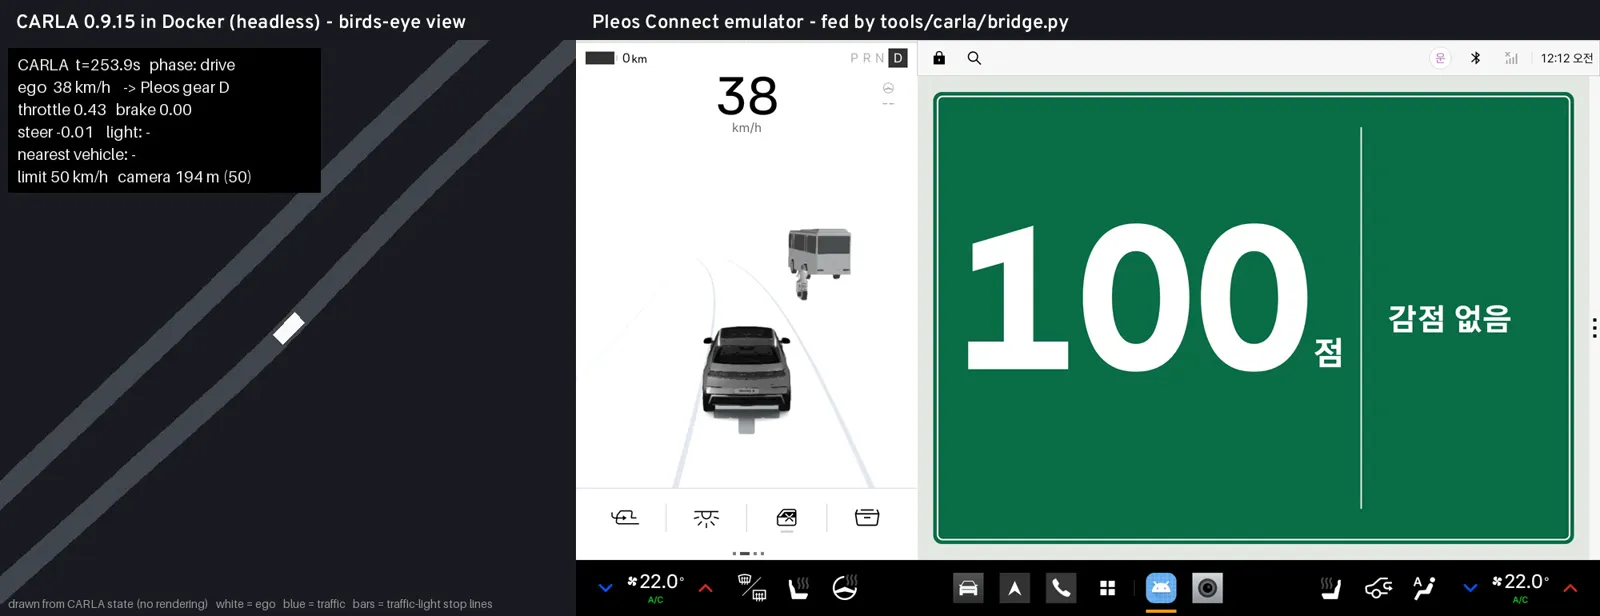 CARLA 0.9.15 in Docker (headless) - birds-eye view
CARLA t=253.9s phase: drive
ego 38 km/h -> Pleos gear D
throttle 0.43 brake 0.00
steer -0.01 light: -
nearest vehicle: -
limit 50 km/h camera 194 m (50)
drawn from CARLA state (no rendering) white = ego blue = traffic bars = traffic-light stop lines
Pleos Connect emulator - fed by tools/carla/bridge.py
0 km
P R N D
38
km/h
--
운
12:12 오전
100점
감점 없음
22.0°
A/C
22.0°
A/C